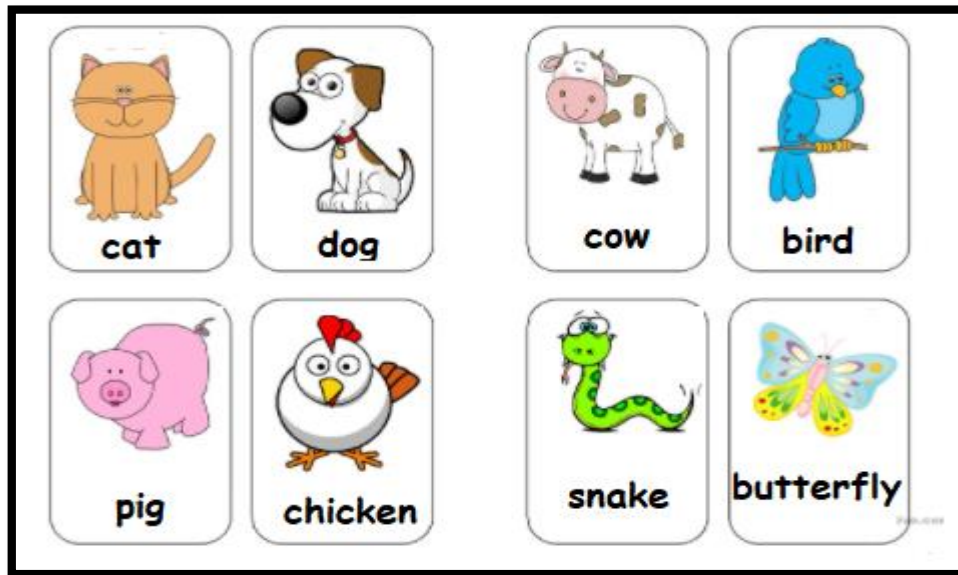 cat
dog
cow
bird
pig
chicken
snake
butterfly